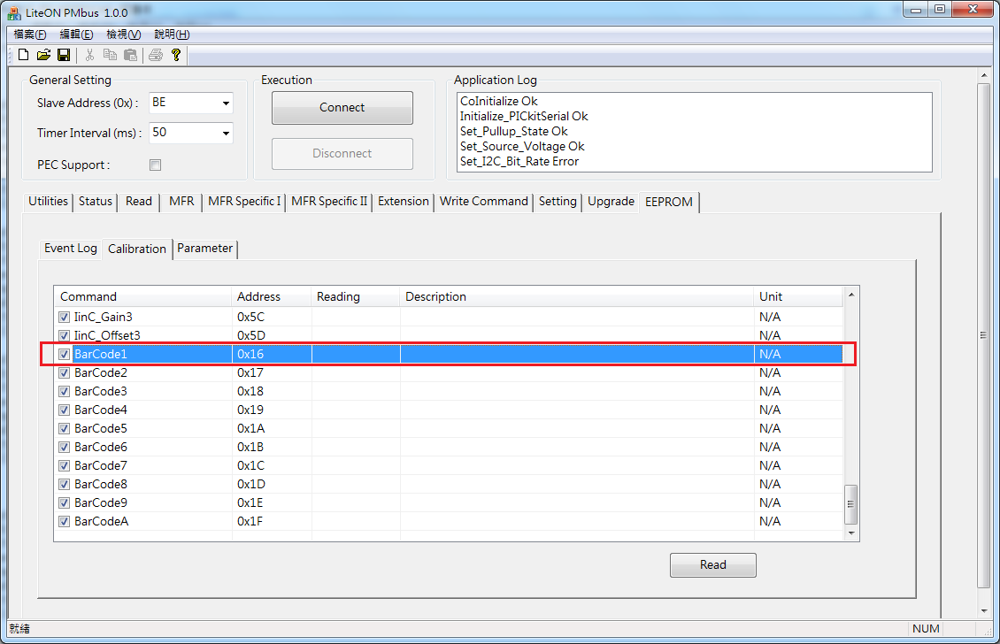 LiteON PMbus 1.0.0
檔案(F) 編輯(E) 檢視(V) 說明(H)
General Setting
Slave Address (0x) : BE
Timer Interval (ms) : 50
PEC Support :
Execution
Connect
Disconnect
Application Log
CoInitialize Ok
Initialize_PICkitSerial Ok
Set_Pullup_State Ok
Set_Source_Voltage Ok
Set_I2C_Bit_Rate Error
Utilities Status Read MFR MFR Specific I MFR Specific II Extension Write Command Setting Upgrade EEPROM
Event Log Calibration Parameter
Command Address Reading Description Unit
IinC_Gain3 0x5C N/A
IinC_Offset3 0x5D N/A
BarCode1 0x16 N/A
BarCode2 0x17 N/A
BarCode3 0x18 N/A
BarCode4 0x19 N/A
BarCode5 0x1A N/A
BarCode6 0x1B N/A
BarCode7 0x1C N/A
BarCode8 0x1D N/A
BarCode9 0x1E N/A
BarCodeA 0x1F N/A
Read
就緒 NUM